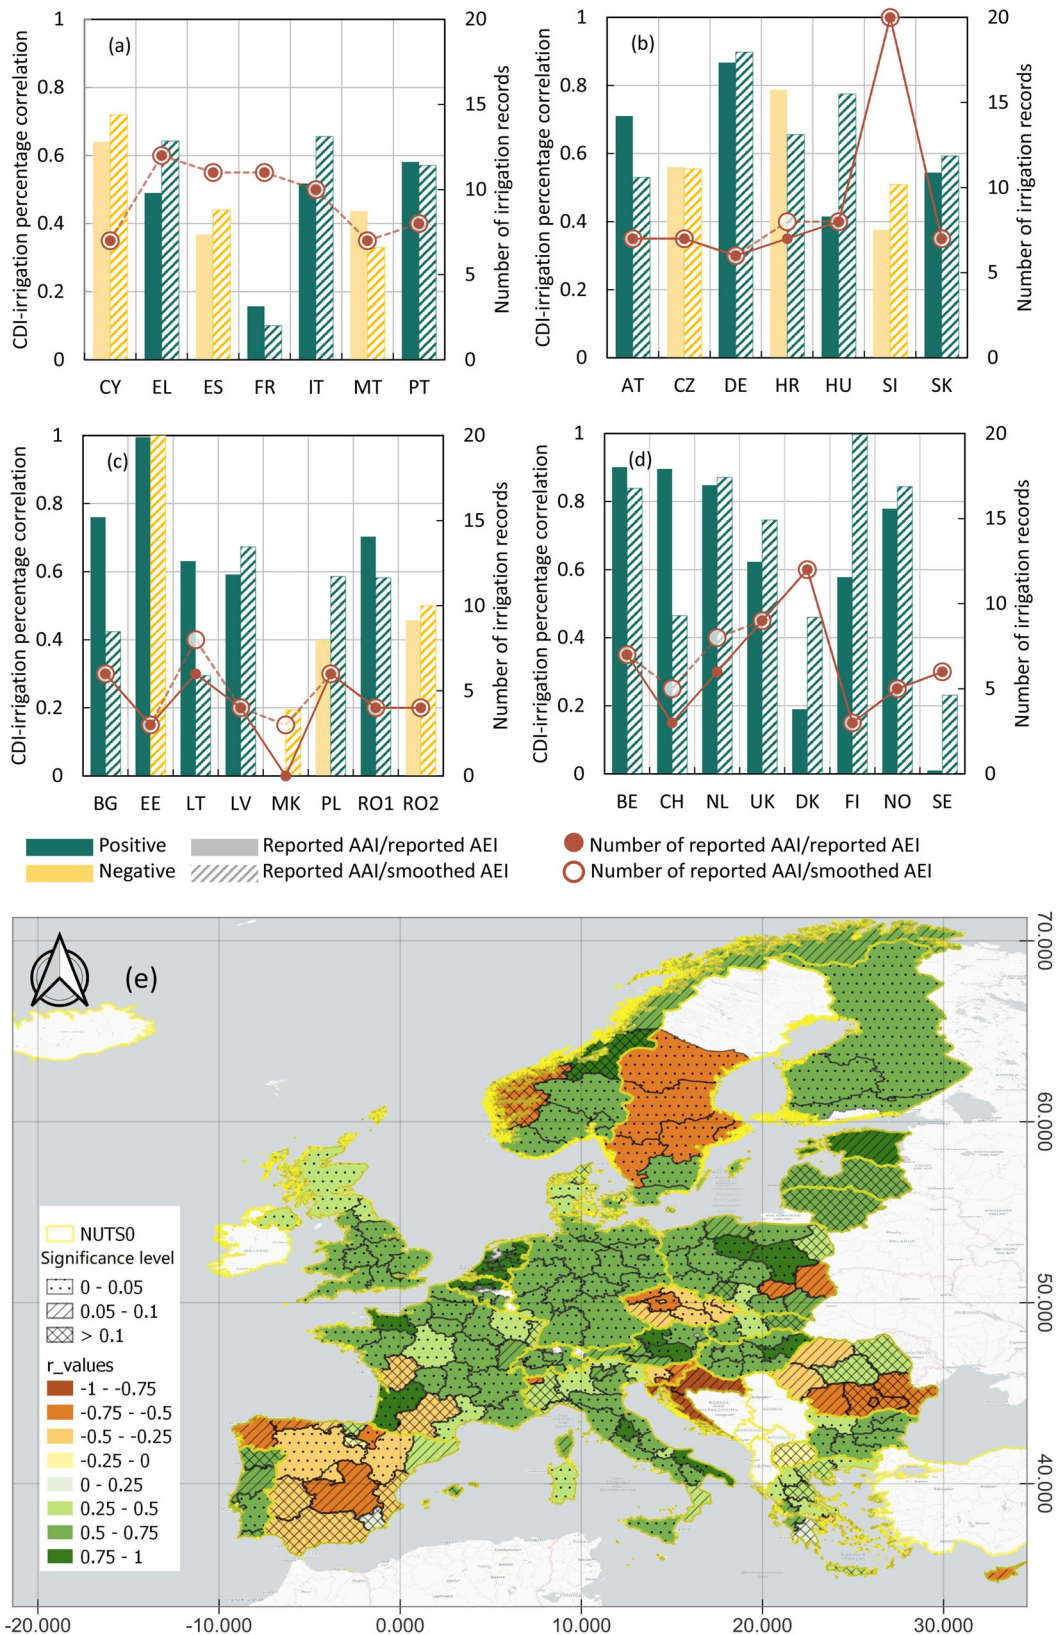 (a)
CDI-irrigation percentage correlation
1
0.8
0.6
0.4
0.2
0
20
15
10
5
0
Number of irrigation records
CY EL ES FR IT MT PT
(b)
CDI-irrigation percentage correlation
1
0.8
0.6
0.4
0.2
0
20
15
10
5
0
Number of irrigation records
AT CZ DE HR HU SI SK
(c)
CDI-irrigation percentage correlation
1
0.8
0.6
0.4
0.2
0
20
15
10
5
0
Number of irrigation records
BG EE LT LV MK PL RO1 RO2
(d)
CDI-irrigation percentage correlation
1
0.8
0.6
0.4
0.2
0
20
15
10
5
0
Number of irrigation records
BE CH NL UK DK FI NO SE
Positive Reported AAI/reported AEI Number of reported AAI/reported AEI
Negative Reported AAI/smoothed AEI Number of reported AAI/smoothed AEI
(e)
NUTS0
Significance level
0 - 0.05
0.05 - 0.1
> 0.1
r_values
-1 - -0.75
-0.75 - -0.5
-0.5 - -0.25
-0.25 - 0
0 - 0.25
0.25 - 0.5
0.5 - 0.75
0.75 - 1
70.000
60.000
50.000
40.000
-20.000 -10.000 0.000 10.000 20.000 30.000